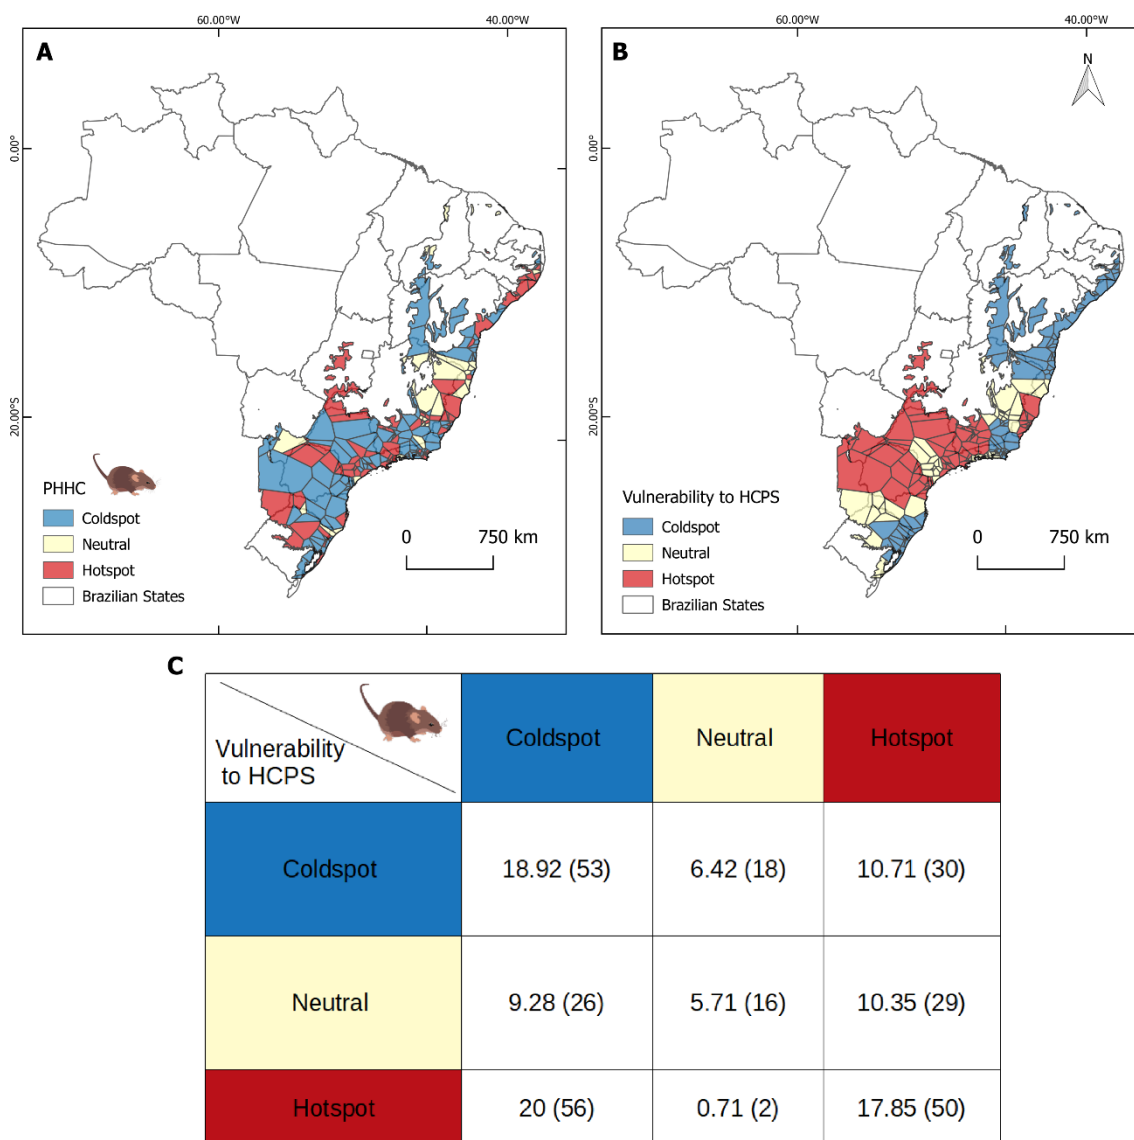 60.00°W 40.00°W
A
0.00°
20.00°S
PHHC
Coldspot
Neutral
Hotspot
Brazilian States
0 750 km
60.00°W 40.00°W
B
N
0.00°
20.00°S
Vulnerability to HCPS
Coldspot
Neutral
Hotspot
Brazilian States
0 750 km
C
Vulnerability
to HCPS
Coldspot Neutral Hotspot
Coldspot 18.92 (53) 6.42 (18) 10.71 (30)
Neutral 9.28 (26) 5.71 (16) 10.35 (29)
Hotspot 20 (56) 0.71 (2) 17.85 (50)